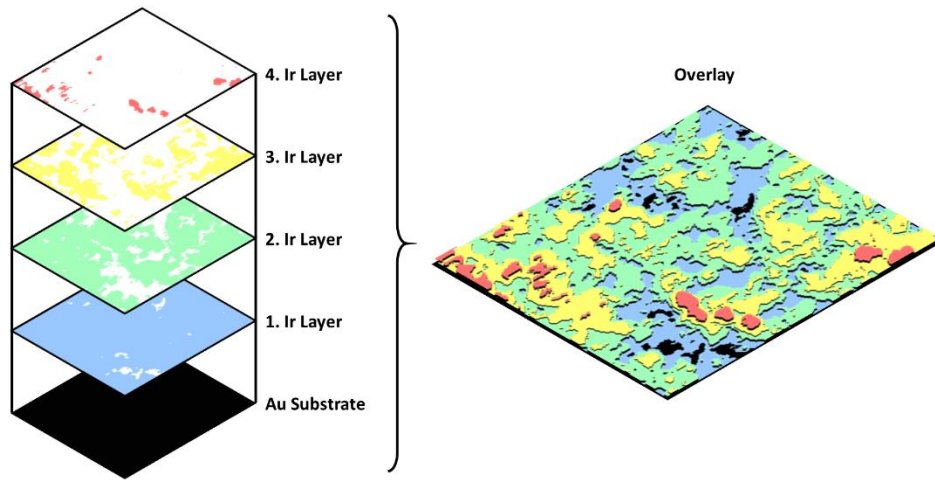 4. Ir Layer
3. Ir Layer
2. Ir Layer
1. Ir Layer
Au Substrate
Overlay